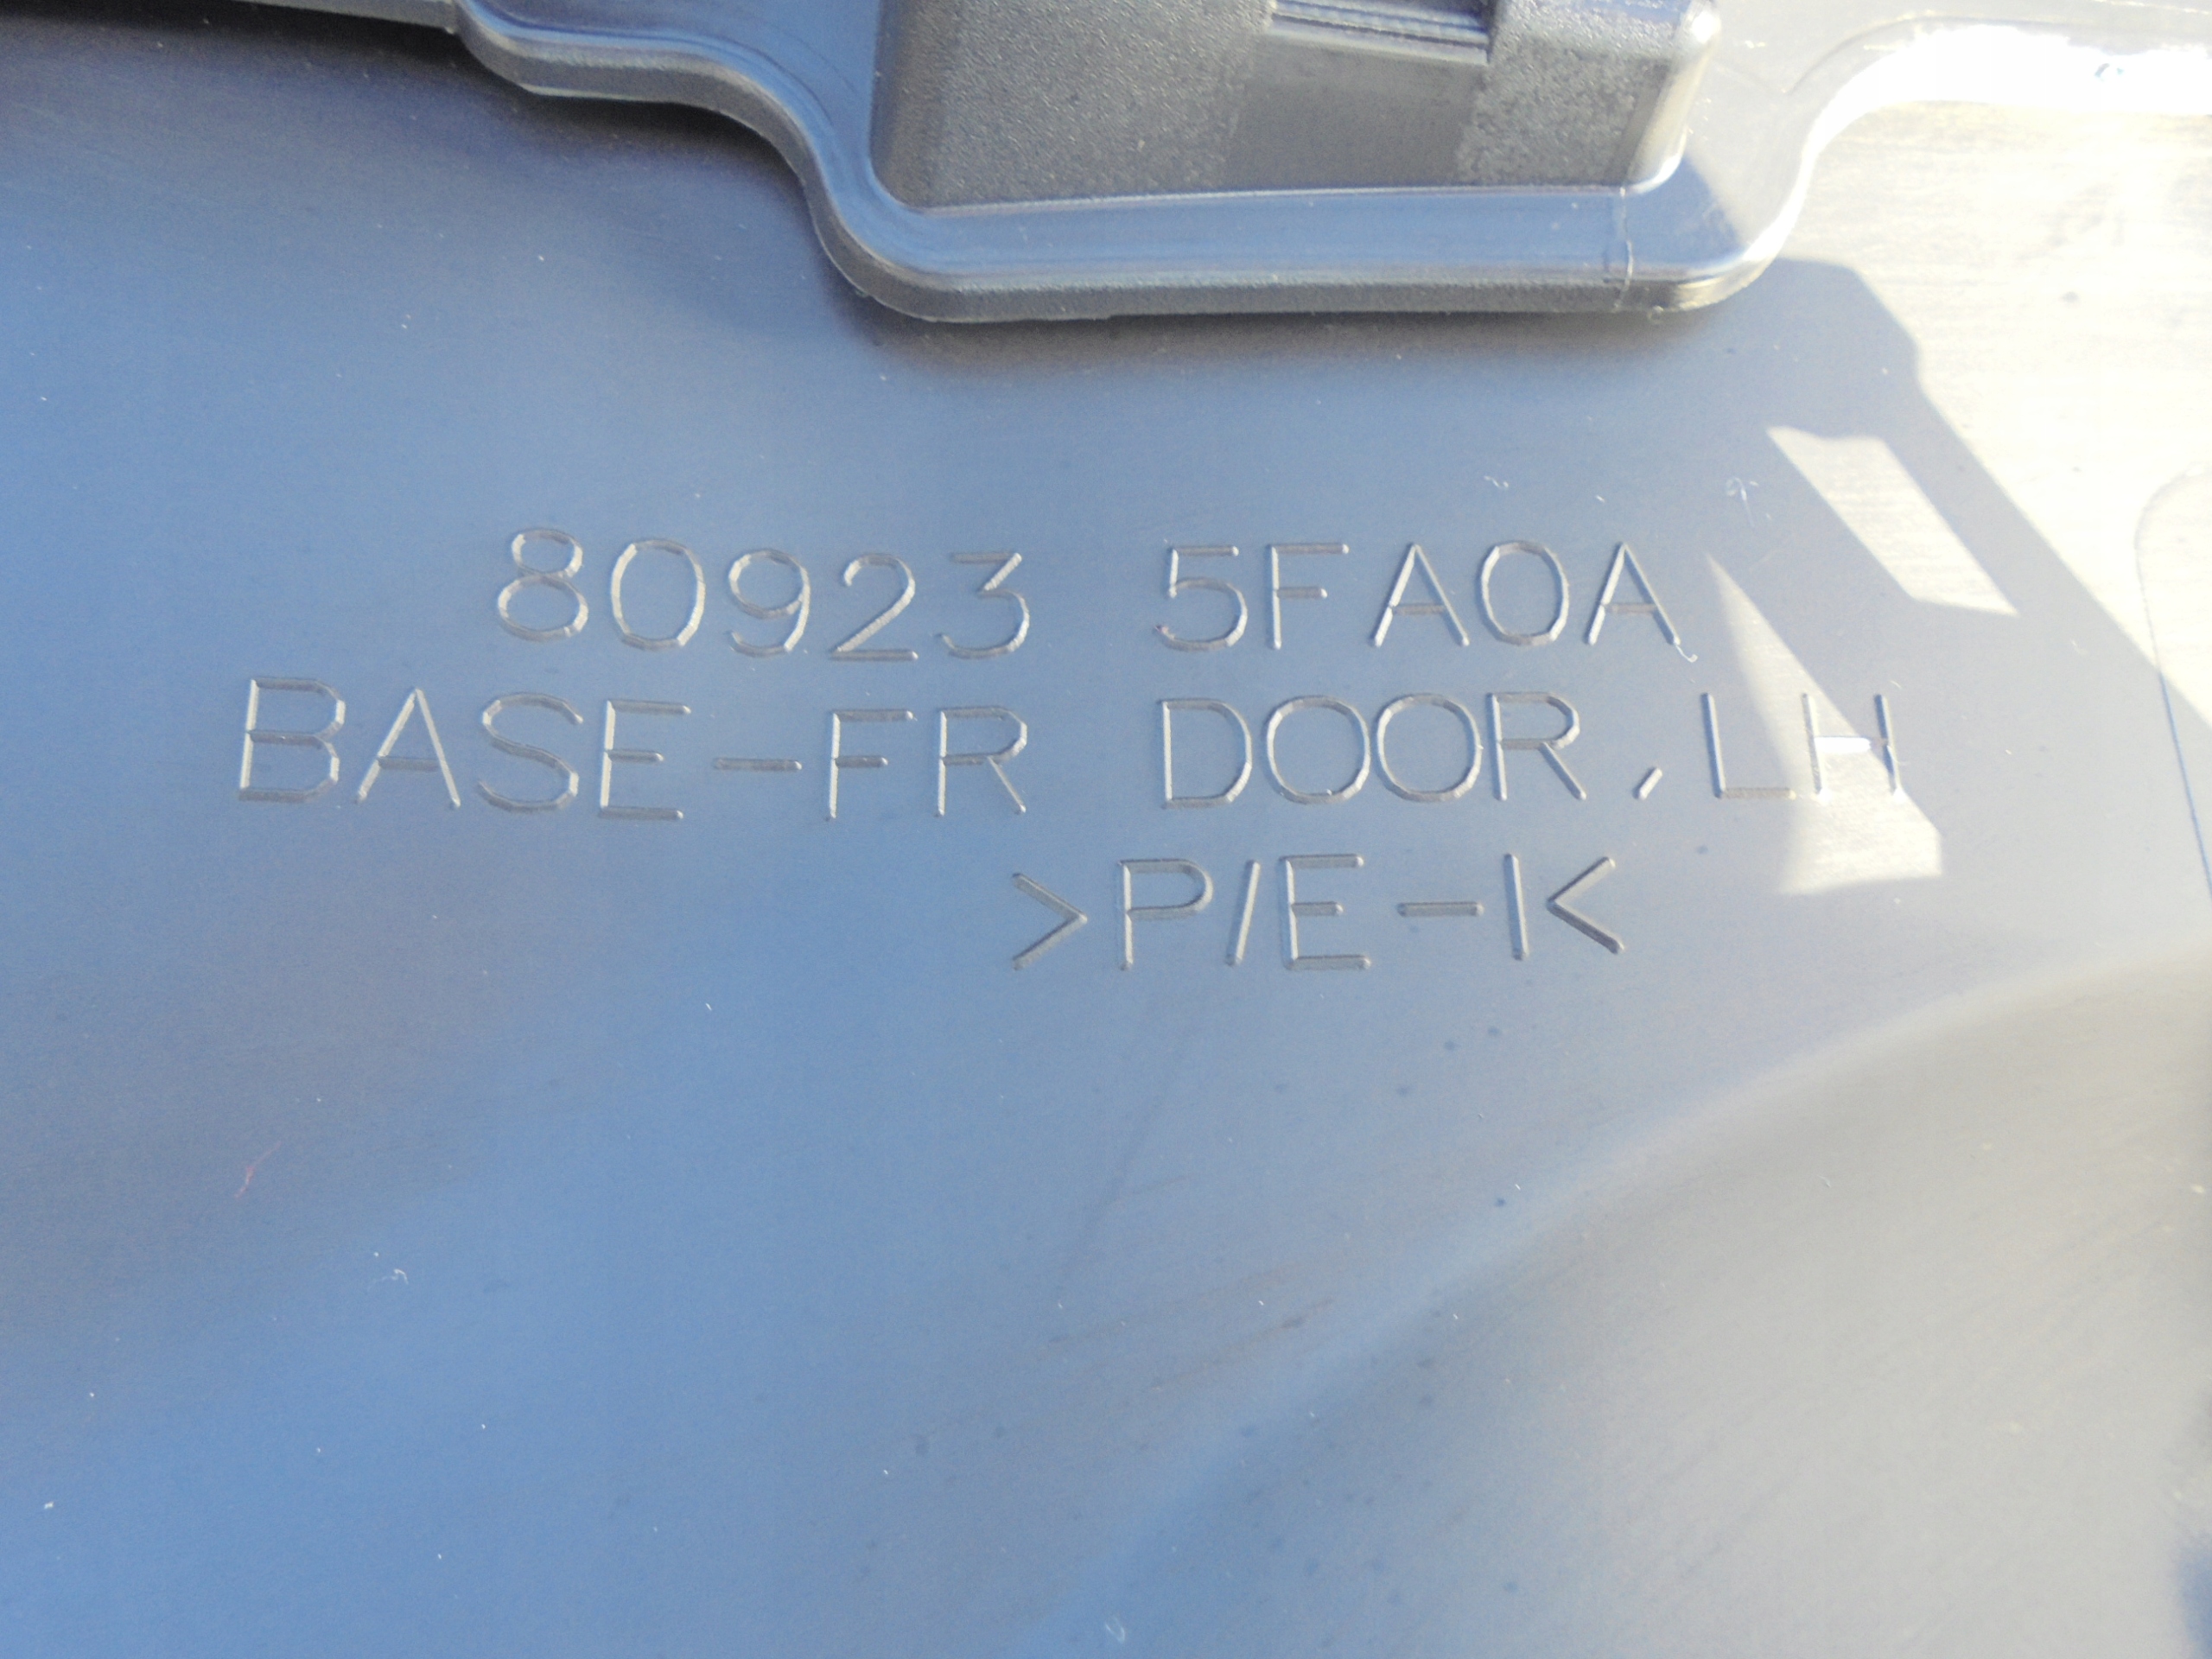 80923 5FA0A
BASE-FR DOOR,LH
>P/E-I<